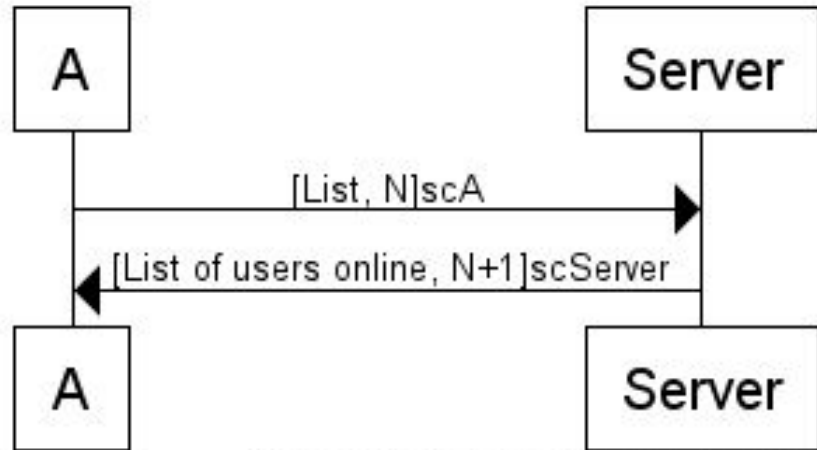 A
Server
[List, N]scA
[List of users online, N+1]scServer
A
Server